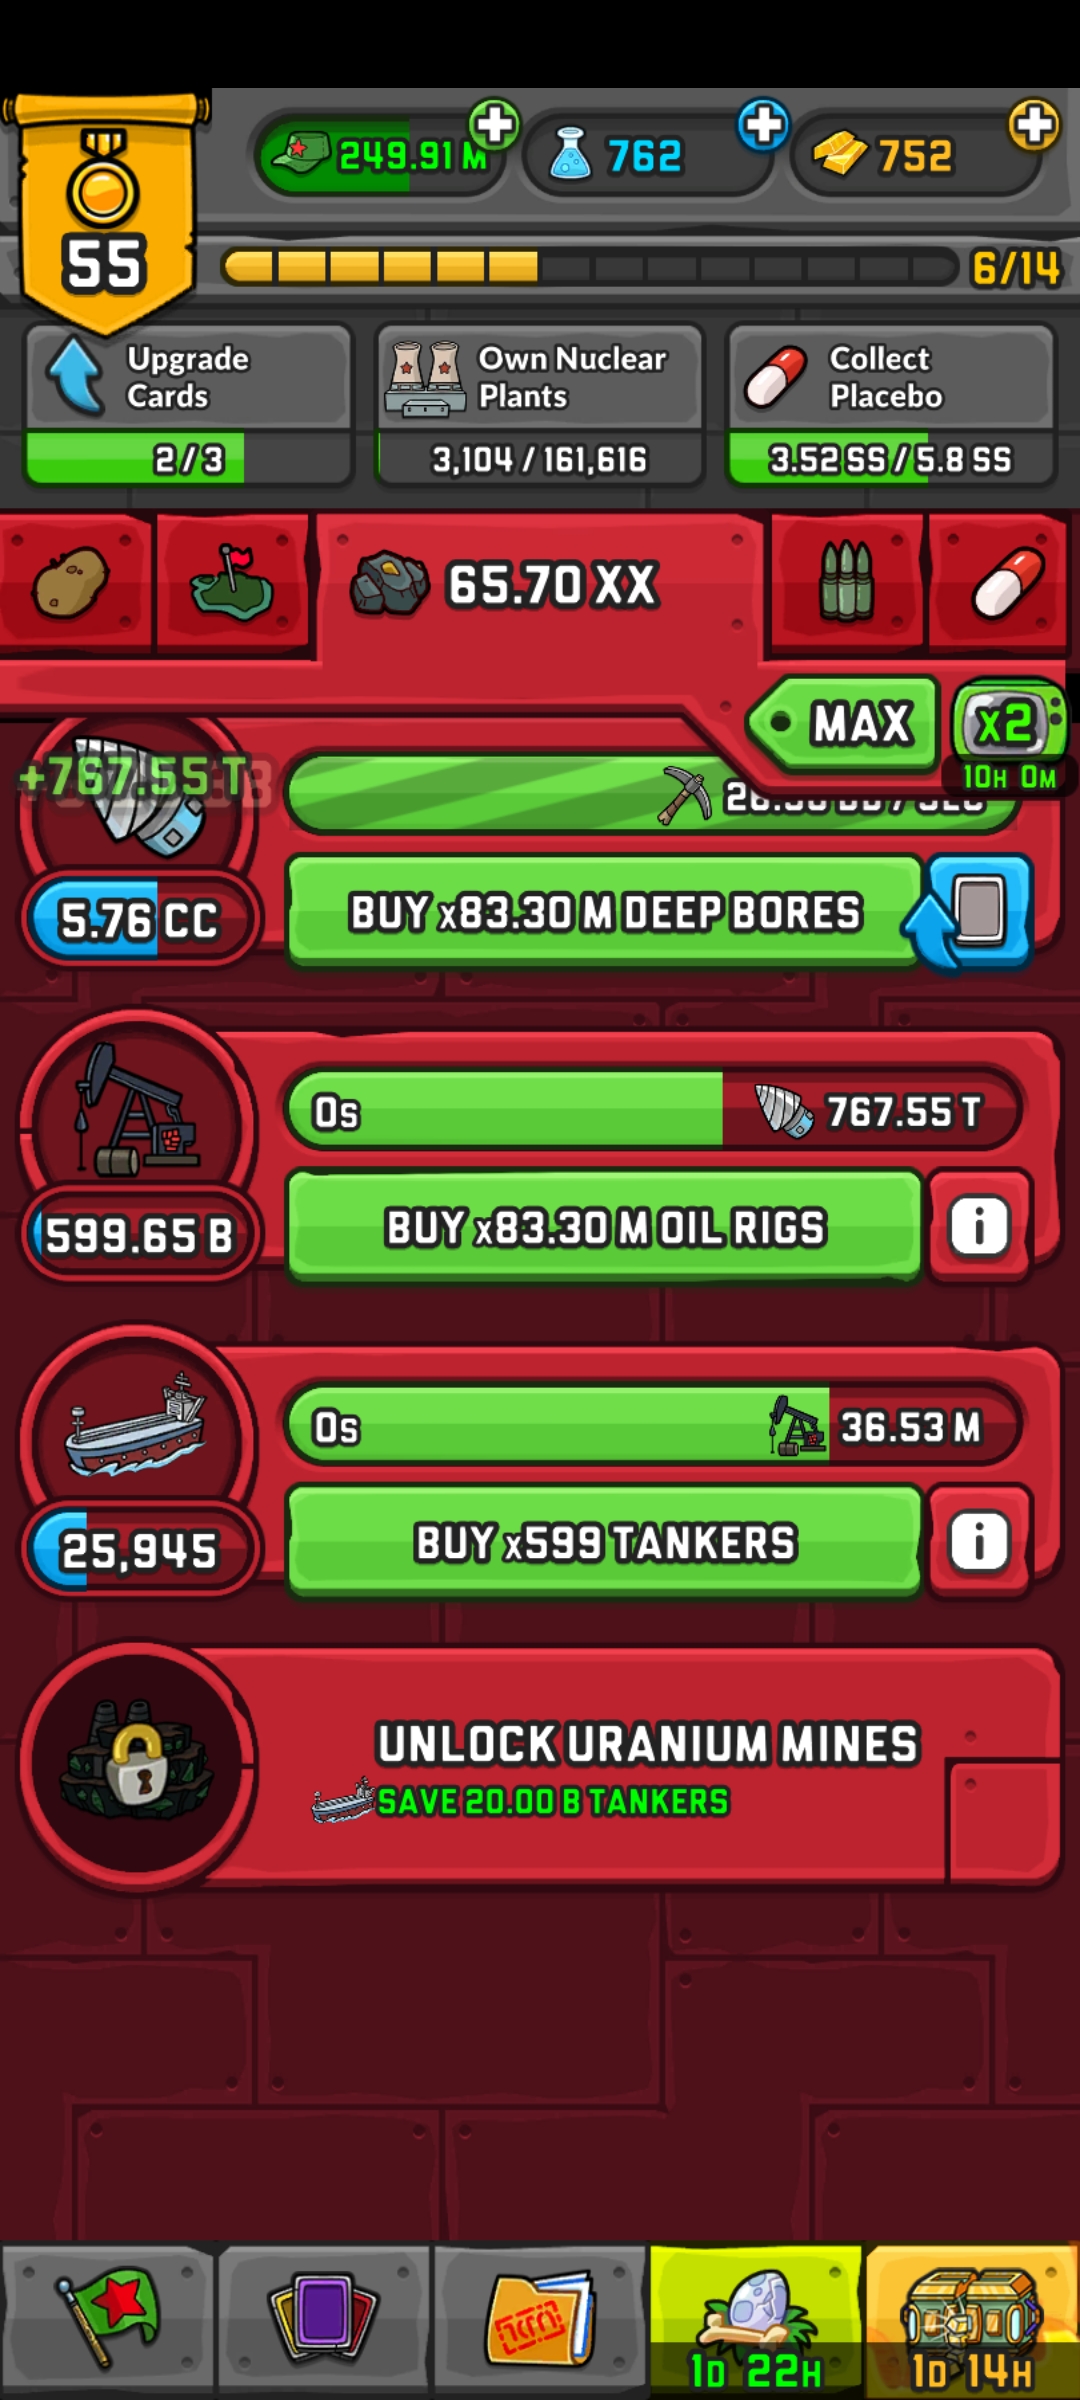 55
249.91 M
762
752
6/14
Upgrade
Cards
2/3
Own Nuclear
Plants
3,104 / 161,616
Collect
Placebo
3.52 SS / 5.8 SS
65.70 XX
MAX
x2
10H 0M
+767.55 T
5.76 CC
BUY x83.30 M DEEP BORES
0s
767.55 T
599.65 B
BUY x83.30 M OIL RIGS
i
0s
36.53 M
25,945
BUY x599 TANKERS
i
UNLOCK URANIUM MINES
SAVE 20.00 B TANKERS
1D 22H
1D 14H